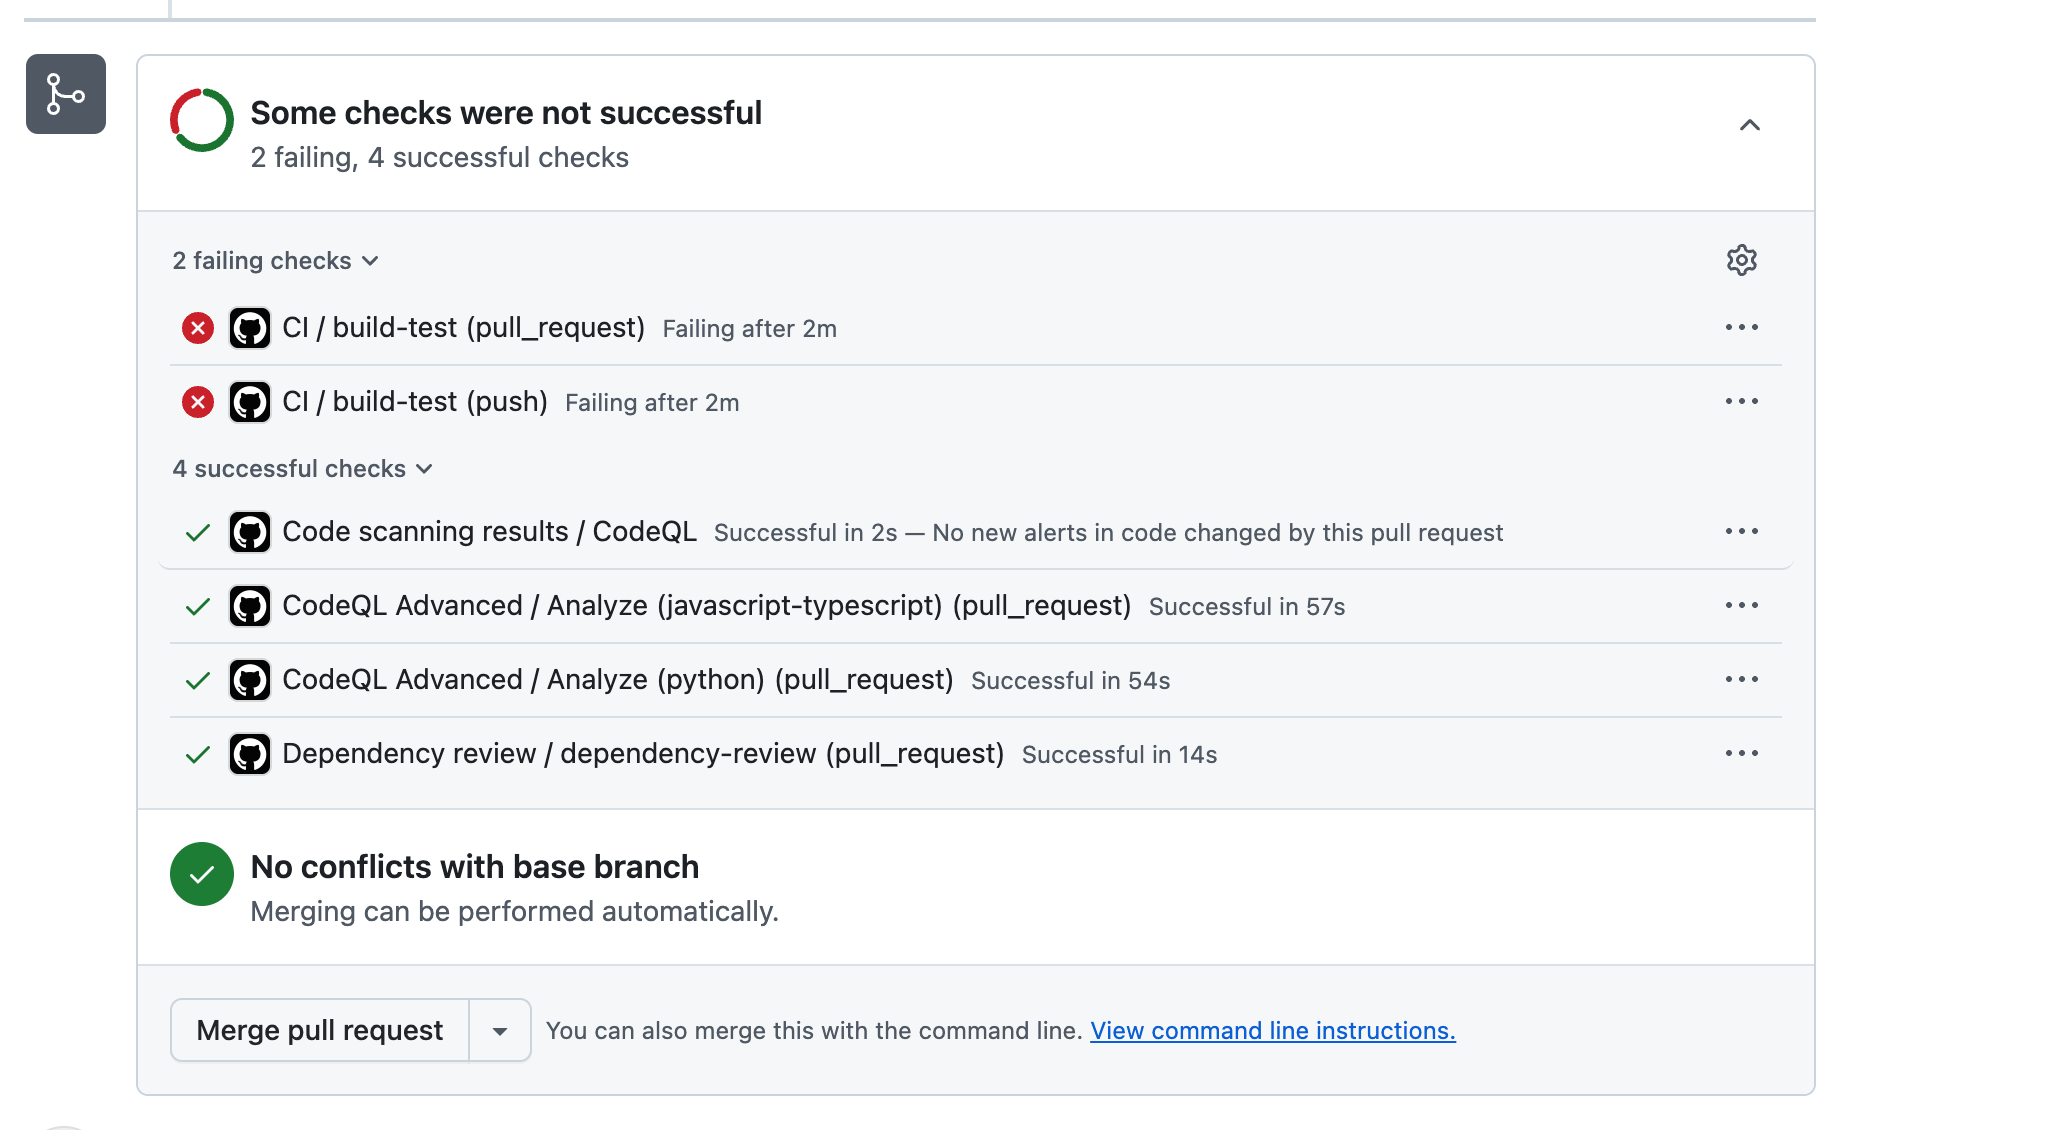 Some checks were not successful
2 failing, 4 successful checks
2 failing checks
CI / build-test (pull_request) Failing after 2m
CI / build-test (push) Failing after 2m
4 successful checks
Code scanning results / CodeQL Successful in 2s — No new alerts in code changed by this pull request
CodeQL Advanced / Analyze (javascript-typescript) (pull_request) Successful in 57s
CodeQL Advanced / Analyze (python) (pull_request) Successful in 54s
Dependency review / dependency-review (pull_request) Successful in 14s
No conflicts with base branch
Merging can be performed automatically.
Merge pull request You can also merge this with the command line. View command line instructions.